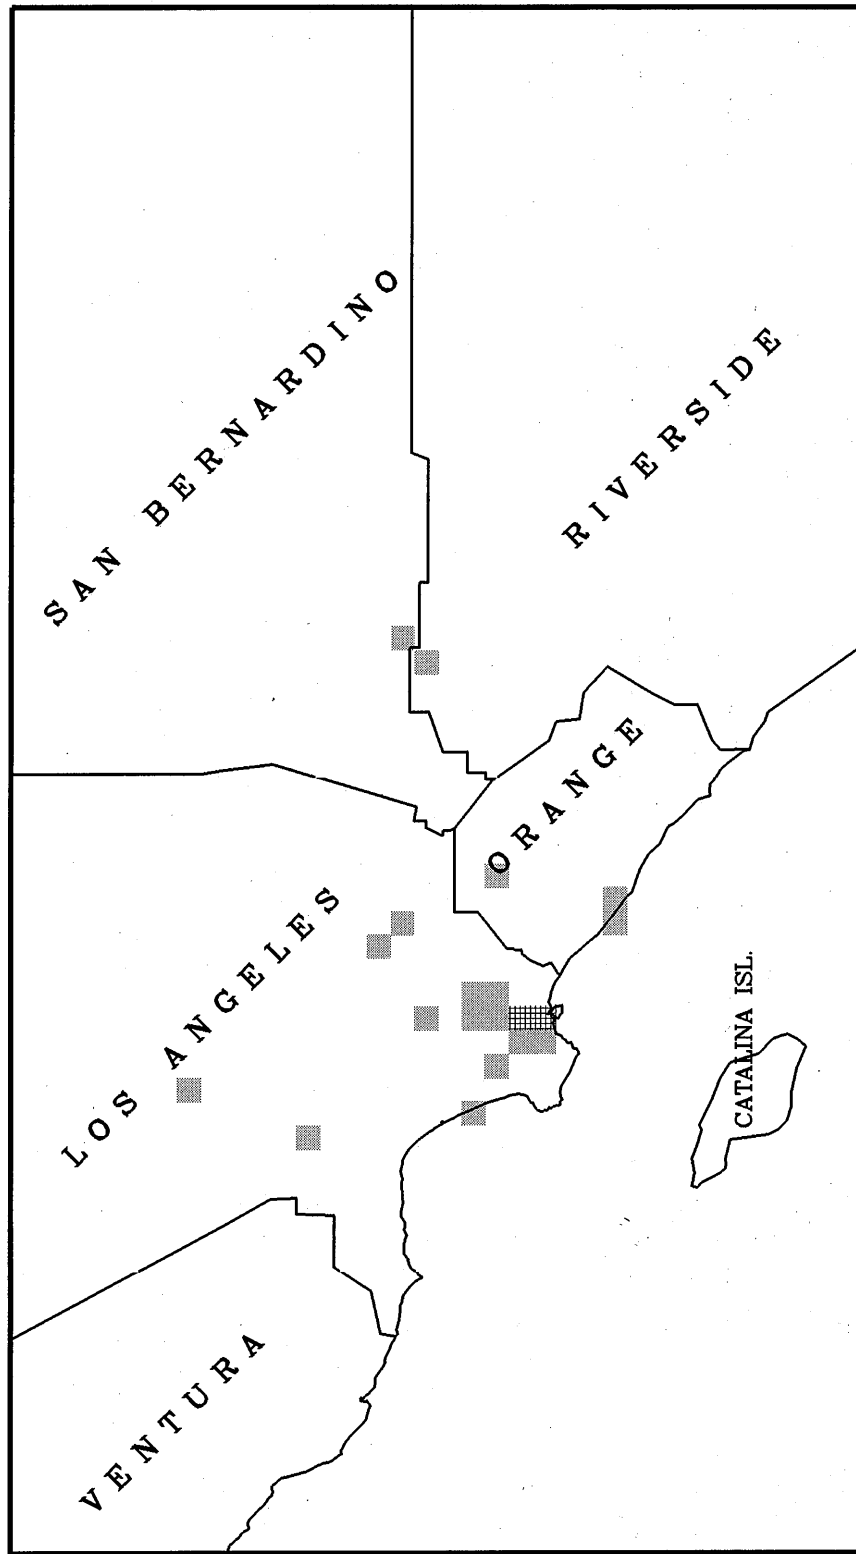 SAN BERNARDINO
RIVERSIDE
ORANGE
LOS ANGELES
CATALINA ISL.
VENTURA